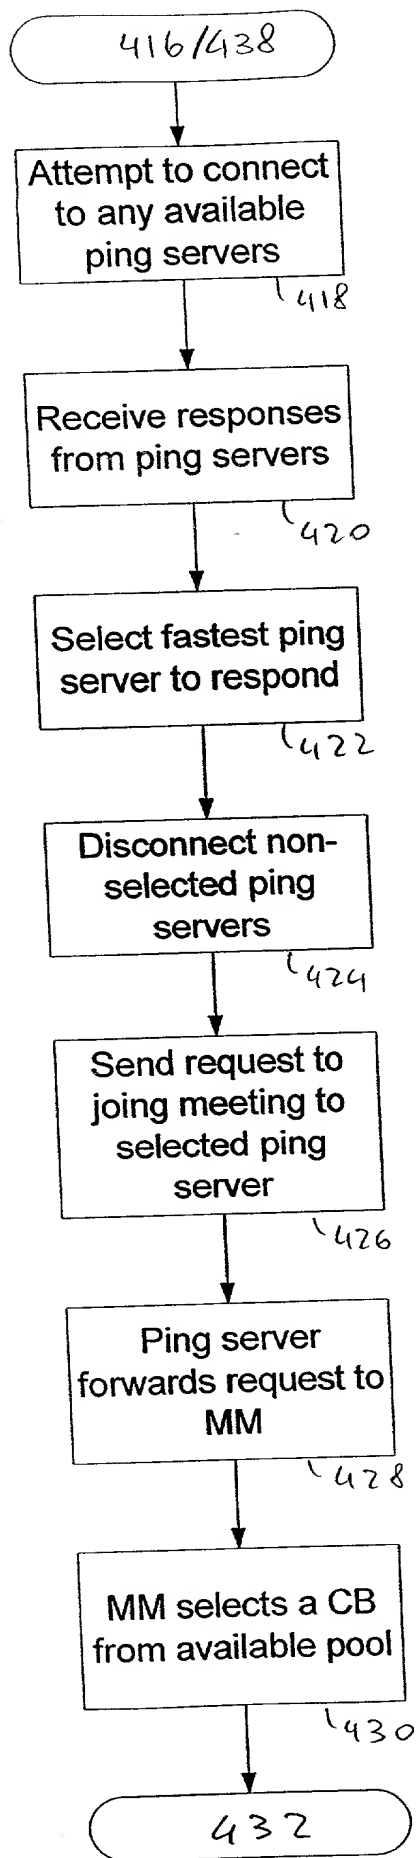 416/438
Attempt to connect
to any available
ping servers
418
Receive responses
from ping servers
420
Select fastest ping
server to respond
422
Disconnect non-
selected ping
servers
424
Send request to
joing meeting to
selected ping
server
426
Ping server
forwards request to
MM
428
MM selects a CB
from available pool
430
432